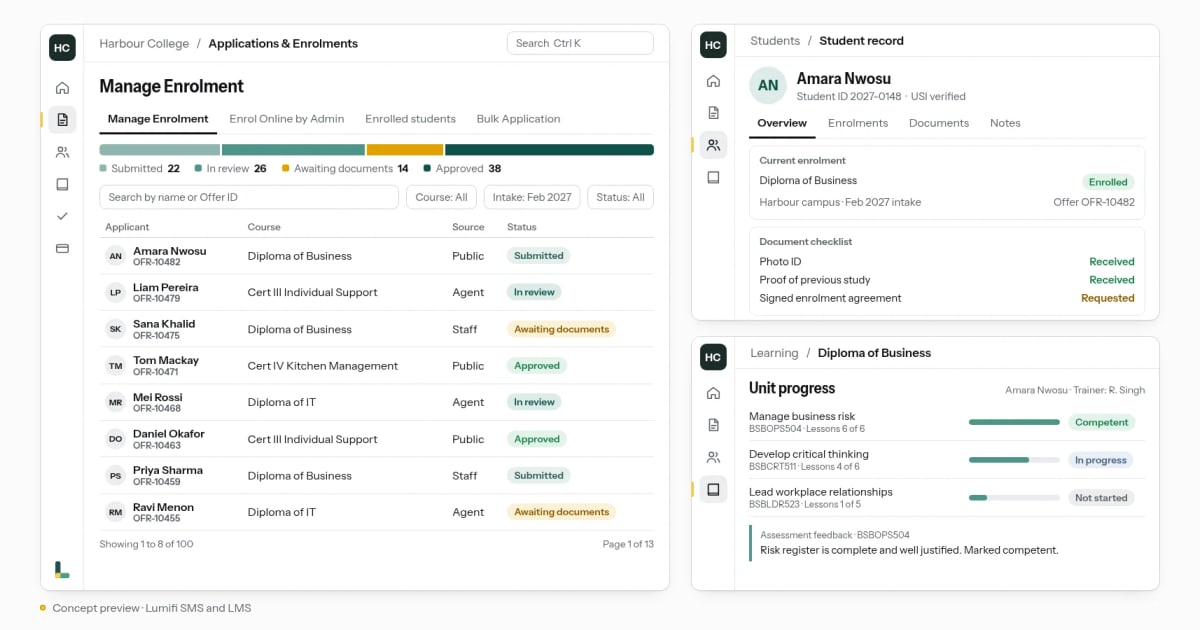 HC
Harbour College / Applications & Enrolments
Search Ctrl K
Manage Enrolment
Manage Enrolment Enrol Online by Admin Enrolled students Bulk Application
Submitted 22 In review 26 Awaiting documents 14 Approved 38
Search by name or Offer ID Course: All Intake: Feb 2027 Status: All
Applicant Course Source Status
AN Amara Nwosu Diploma of Business Public Submitted
OFR-10482
LP Liam Pereira Cert III Individual Support Agent In review
OFR-10479
SK Sana Khalid Diploma of Business Staff Awaiting documents
OFR-10475
TM Tom Mackay Cert IV Kitchen Management Public Approved
OFR-10471
MR Mei Rossi Diploma of IT Agent In review
OFR-10468
DO Daniel Okafor Cert III Individual Support Public Approved
OFR-10463
PS Priya Sharma Diploma of Business Staff Submitted
OFR-10459
RM Ravi Menon Diploma of IT Agent Awaiting documents
OFR-10455
Showing 1 to 8 of 100 Page 1 of 13
HC
Students / Student record
AN Amara Nwosu
Student ID 2027-0148 · USI verified
Overview Enrolments Documents Notes
Current enrolment
Diploma of Business Enrolled
Harbour campus · Feb 2027 intake Offer OFR-10482
Document checklist
Photo ID Received
Proof of previous study Received
Signed enrolment agreement Requested
HC
Learning / Diploma of Business
Unit progress Amara Nwosu · Trainer: R. Singh
Manage business risk Competent
BSBOPS504 · Lessons 6 of 6
Develop critical thinking In progress
BSBCRT511 · Lessons 4 of 6
Lead workplace relationships Not started
BSBLDR523 · Lessons 1 of 5
Assessment feedback · BSBOPS504
Risk register is complete and well justified. Marked competent.
Concept preview · Lumifi SMS and LMS